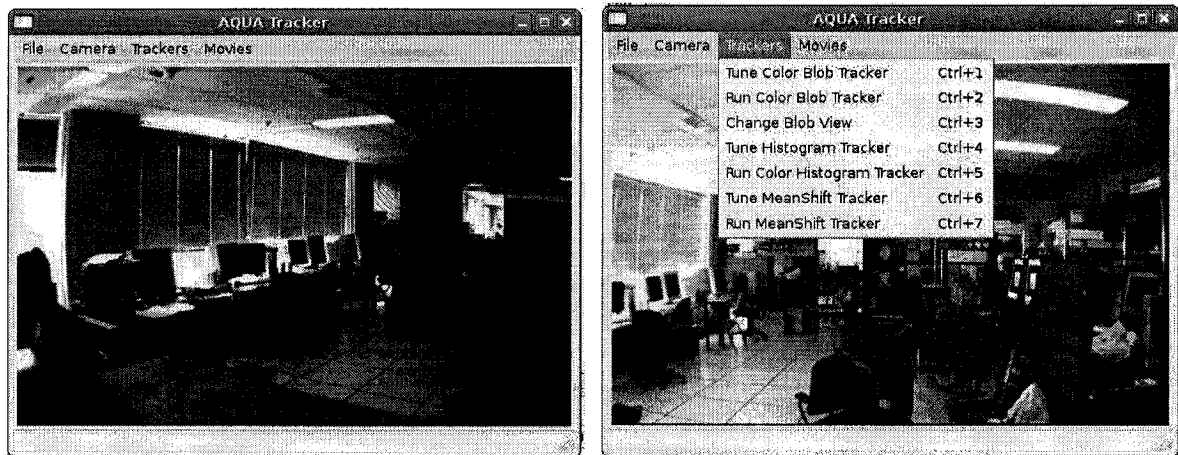 AQUA Tracker
File Camera Trackers Movies
AQUA Tracker
File Camera Trackers Movies
Tune Color Blob Tracker Ctrl+1
Run Color Blob Tracker Ctrl+2
Change Blob View Ctrl+3
Tune Histogram Tracker Ctrl+4
Run Color Histogram Tracker Ctrl+5
Tune MeanShift Tracker Ctrl+6
Run MeanShift Tracker Ctrl+7